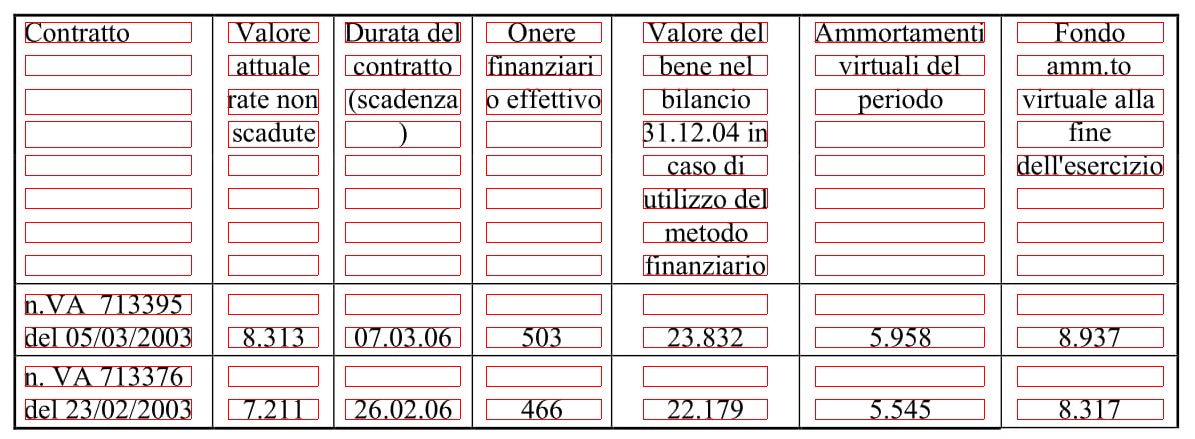 Contratto Valore Durata del Onere Valore del Ammortamenti Fondo
attuale contratto finanziari bene nel virtuali del amm.to
rate non (scadenza o effettivo bilancio periodo virtuale alla
scadute ) 31.12.04 in fine
caso di dell'esercizio
utilizzo del
metodo
finanziario
n.VA 713395
del 05/03/2003 8.313 07.03.06 503 23.832 5.958 8.937
n. VA 713376
del 23/02/2003 7.211 26.02.06 466 22.179 5.545 8.317